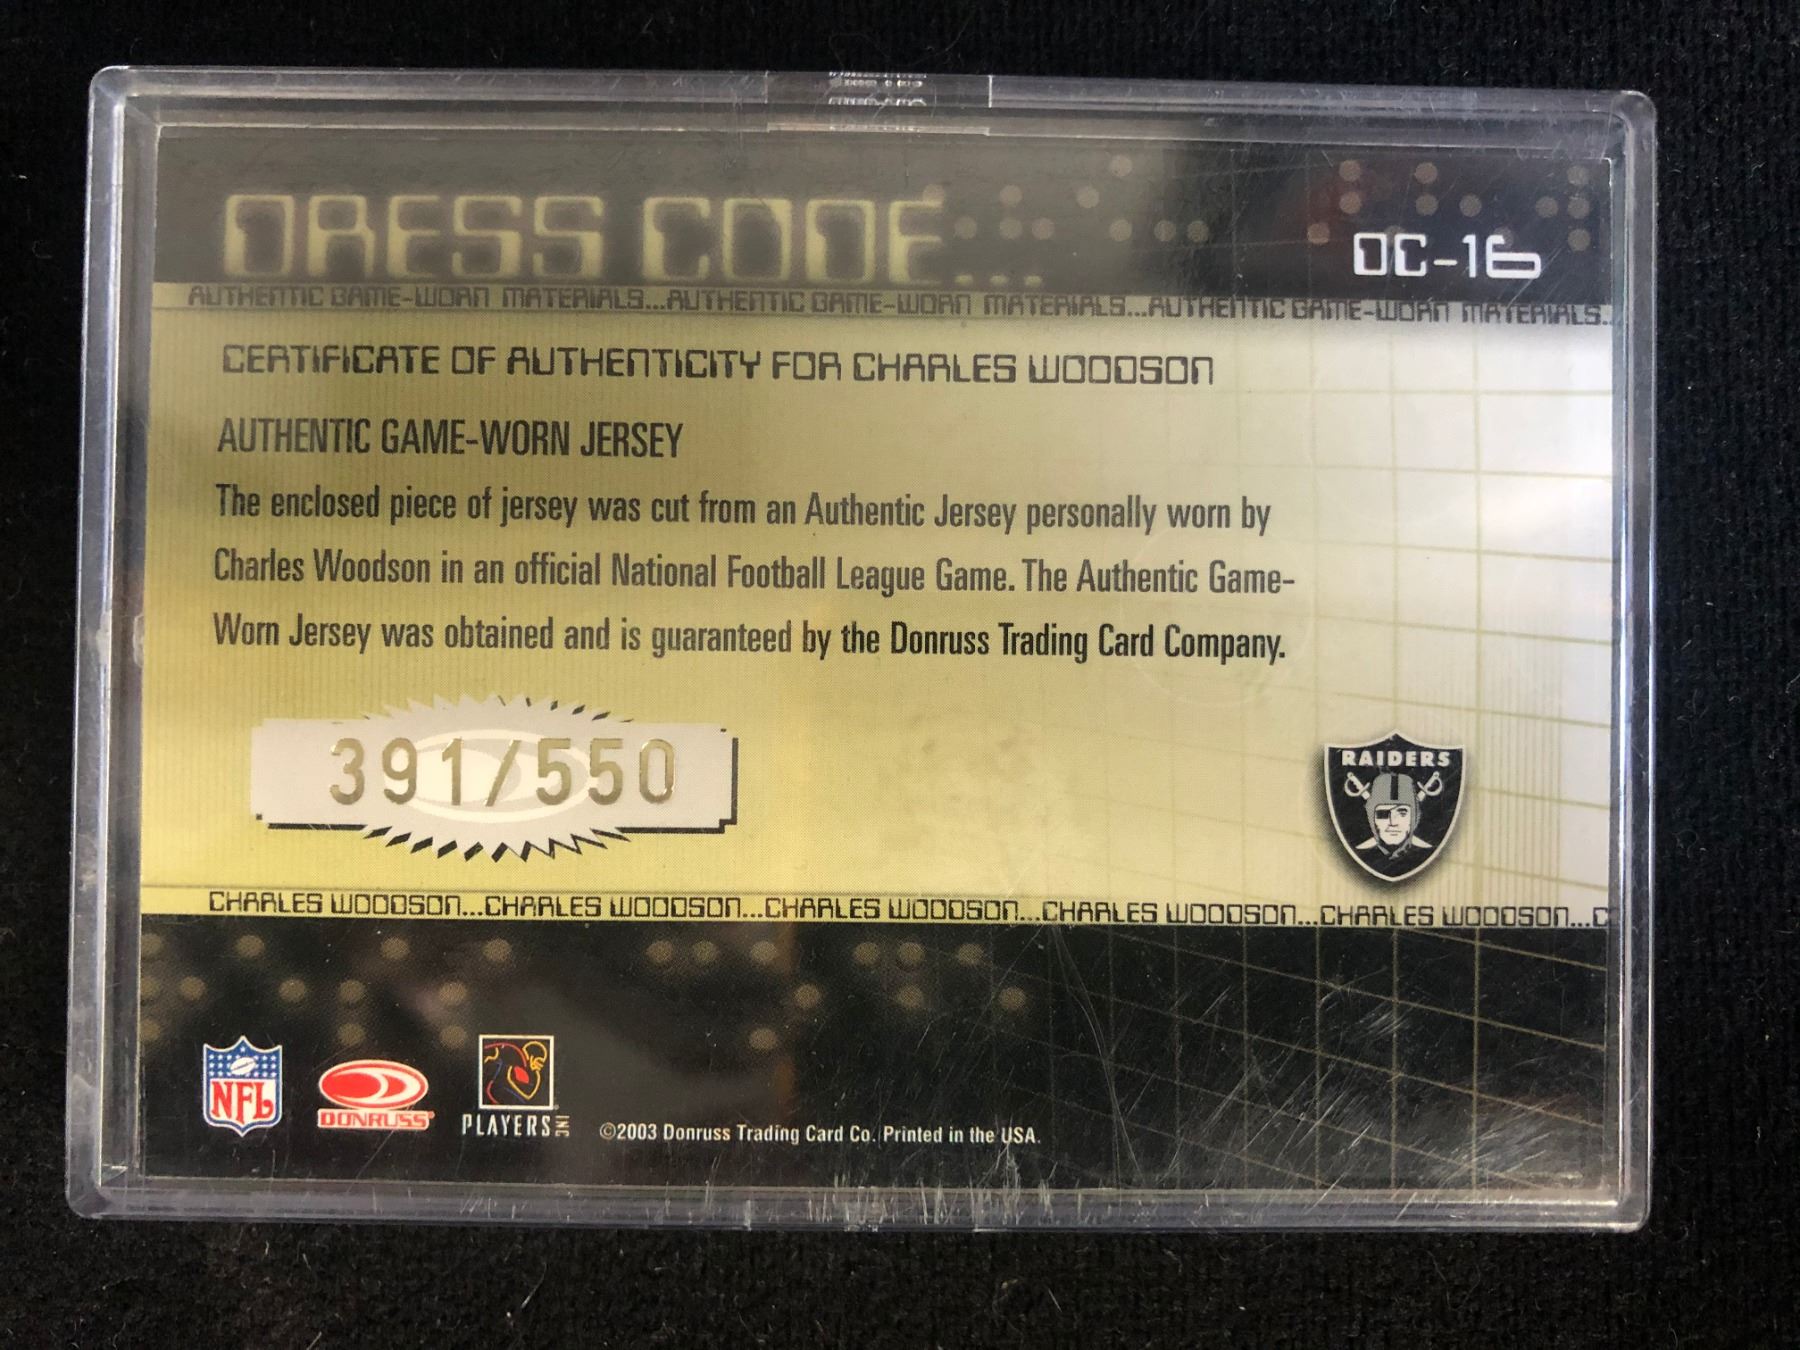 DRESS CODE...
DC-16
AUTHENTIC GAME-WORN MATERIALS...AUTHENTIC GAME-WORN MATERIALS...AUTHENTIC GAME-WORN MATERIALS..
CERTIFICATE OF AUTHENTICITY FOR CHARLES WOODSON
AUTHENTIC GAME-WORN JERSEY
The enclosed piece of jersey was cut from an Authentic Jersey personally worn by
Charles Woodson in an official National Football League Game. The Authentic Game-
Worn Jersey was obtained and is guaranteed by the Donruss Trading Card Company.
391/550
RAIDERS
CHARLES WOODSON...CHARLES WOODSON...CHARLES WOODSON...CHARLES WOODSON...CHARLES WOODSON...C
NFL
DONRUSS
PLAYERS INC
©2003 Donruss Trading Card Co. Printed in the USA.